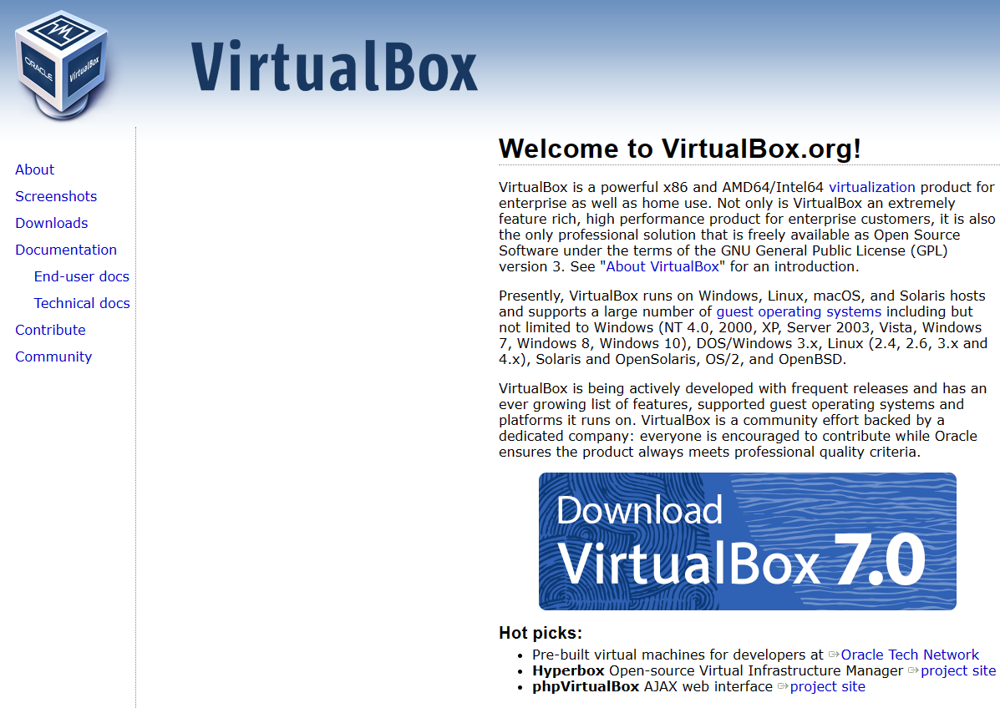 ORACLE
VirtualBox
VirtualBox
About
Screenshots
Downloads
Documentation
End-user docs
Technical docs
Contribute
Community
Welcome to VirtualBox.org!
VirtualBox is a powerful x86 and AMD64/Intel64 virtualization product for
enterprise as well as home use. Not only is VirtualBox an extremely
feature rich, high performance product for enterprise customers, it is also
the only professional solution that is freely available as Open Source
Software under the terms of the GNU General Public License (GPL)
version 3. See "About VirtualBox" for an introduction.
Presently, VirtualBox runs on Windows, Linux, macOS, and Solaris hosts
and supports a large number of guest operating systems including but
not limited to Windows (NT 4.0, 2000, XP, Server 2003, Vista, Windows
7, Windows 8, Windows 10), DOS/Windows 3.x, Linux (2.4, 2.6, 3.x and
4.x), Solaris and OpenSolaris, OS/2, and OpenBSD.
VirtualBox is being actively developed with frequent releases and has an
ever growing list of features, supported guest operating systems and
platforms it runs on. VirtualBox is a community effort backed by a
dedicated company: everyone is encouraged to contribute while Oracle
ensures the product always meets professional quality criteria.
Download
VirtualBox 7.0
Hot picks:
• Pre-built virtual machines for developers at Oracle Tech Network
• Hyperbox Open-source Virtual Infrastructure Manager project site
• phpVirtualBox AJAX web interface project site